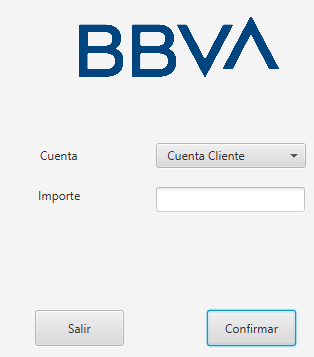 BBVA
Cuenta
Cuenta Cliente
Importe
Salir
Confirmar